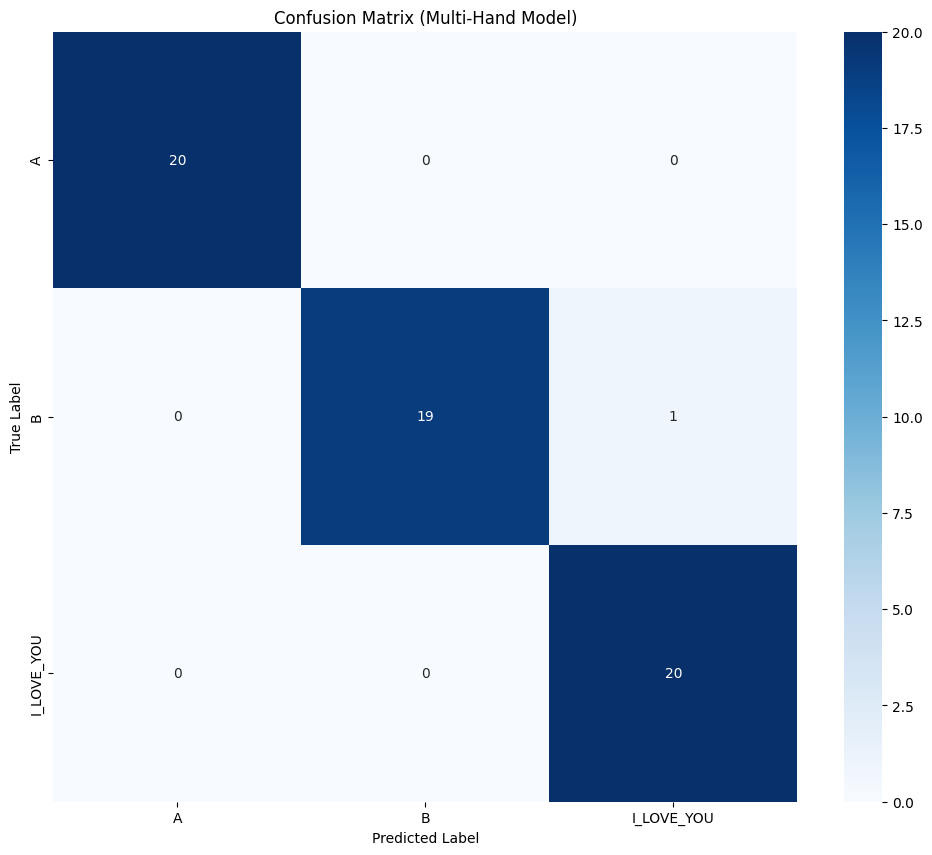 Confusion Matrix (Multi-Hand Model)
True Label
A
B
I_LOVE_YOU
20 0 0
0 19 1
0 0 20
A B I_LOVE_YOU
Predicted Label
20.0
17.5
15.0
12.5
10.0
7.5
5.0
2.5
0.0